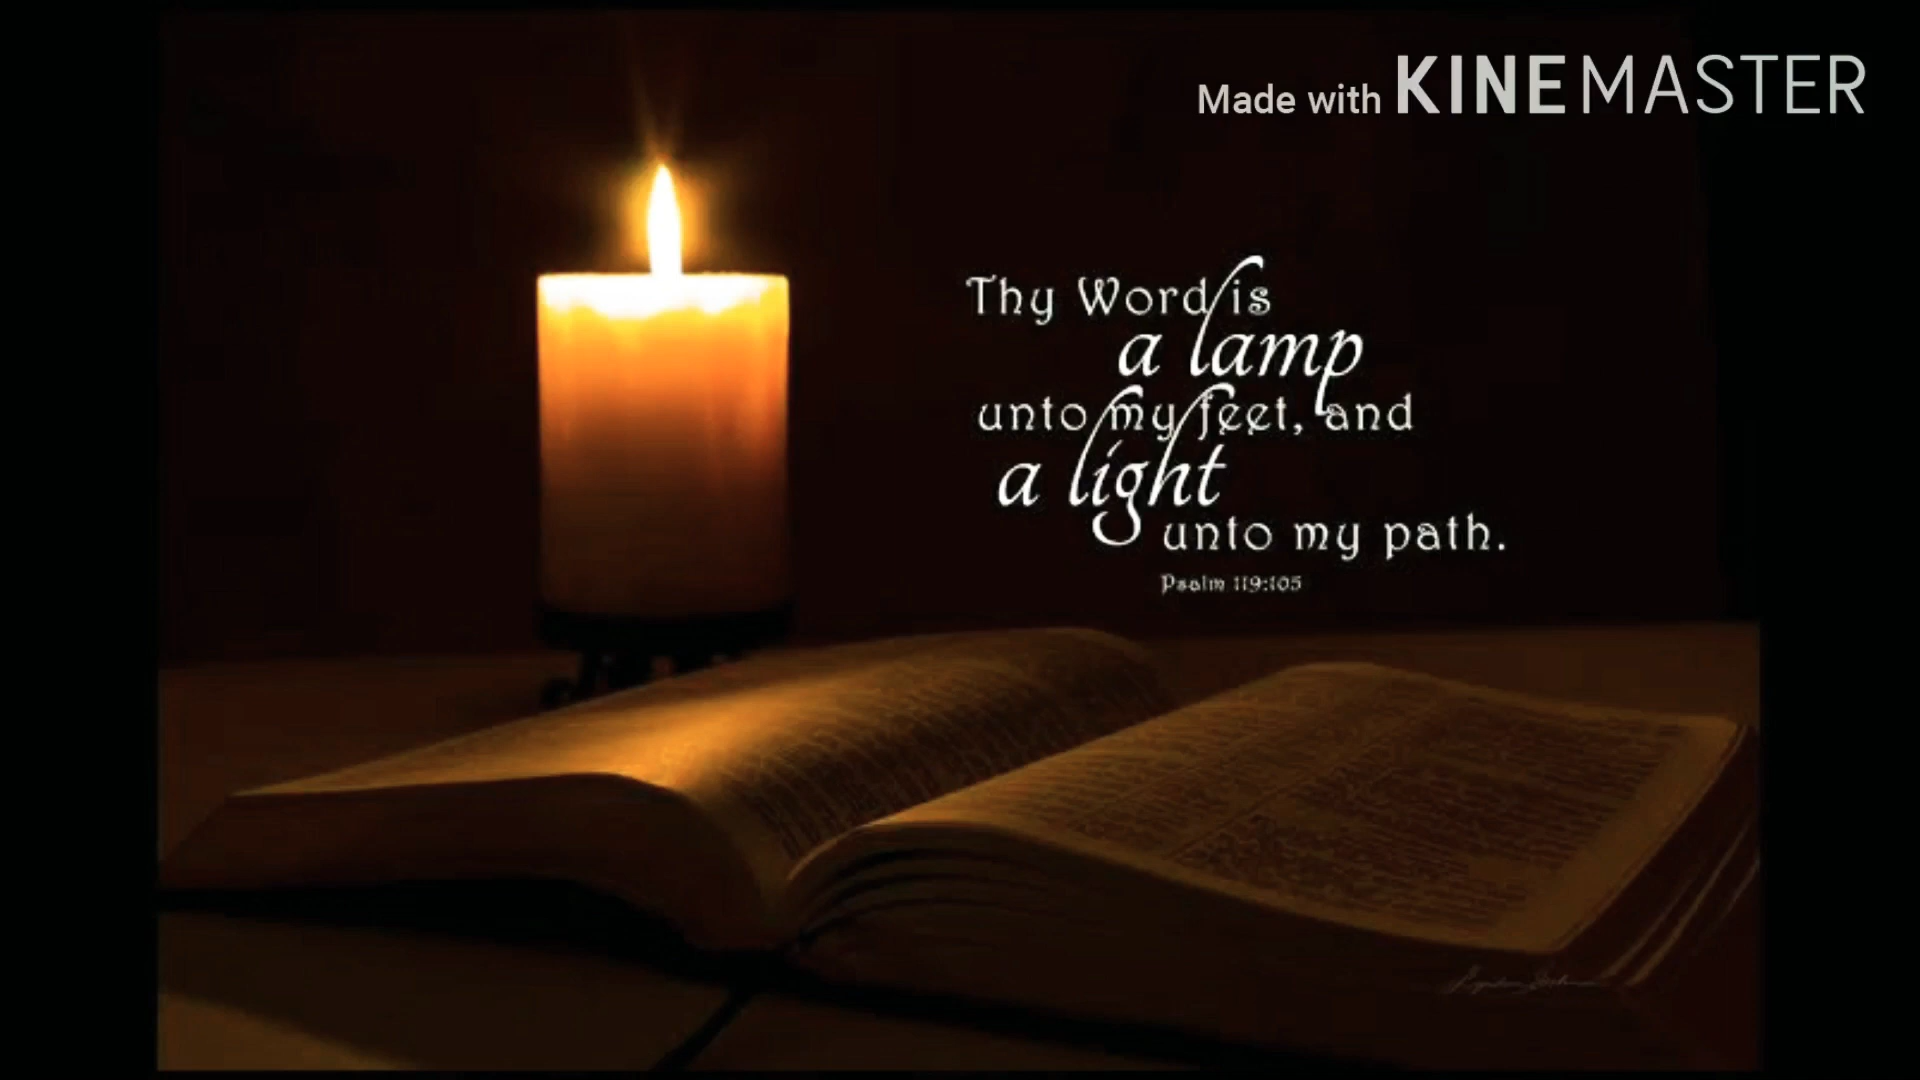 Made with KINEMASTER
Thy Word is
a lamp
unto my feet, and
a light
unto my path.
Psalm 119:105